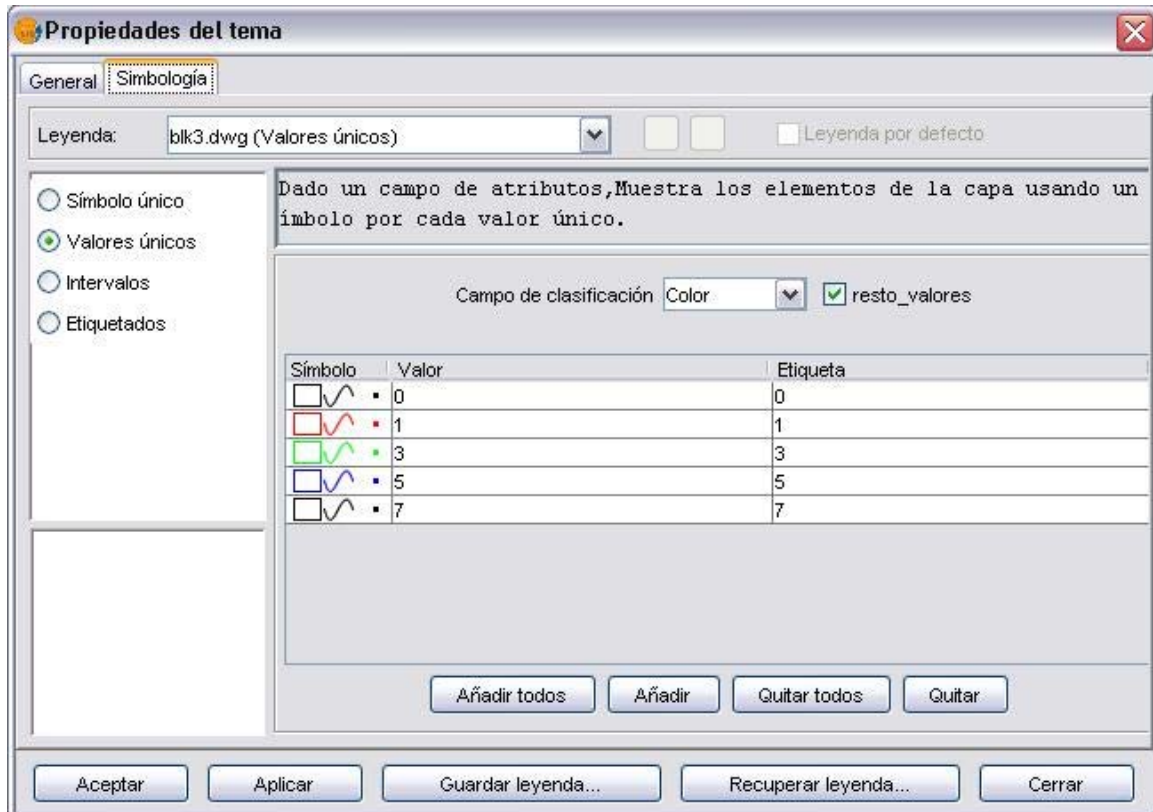 Propiedades del tema
General Simbología
Leyenda: blk3.dwg (Valores únicos) Leyenda por defecto
Símbolo único
Valores únicos
Intervalos
Etiquetados
Dado un campo de atributos,Muestra los elementos de la capa usando un
ímbolo por cada valor único.
Campo de clasificación Color resto_valores
Símbolo Valor Etiqueta
0 0
1 1
3 3
5 5
7 7
Añadir todos Añadir Quitar todos Quitar
Aceptar Aplicar Guardar leyenda... Recuperar leyenda... Cerrar